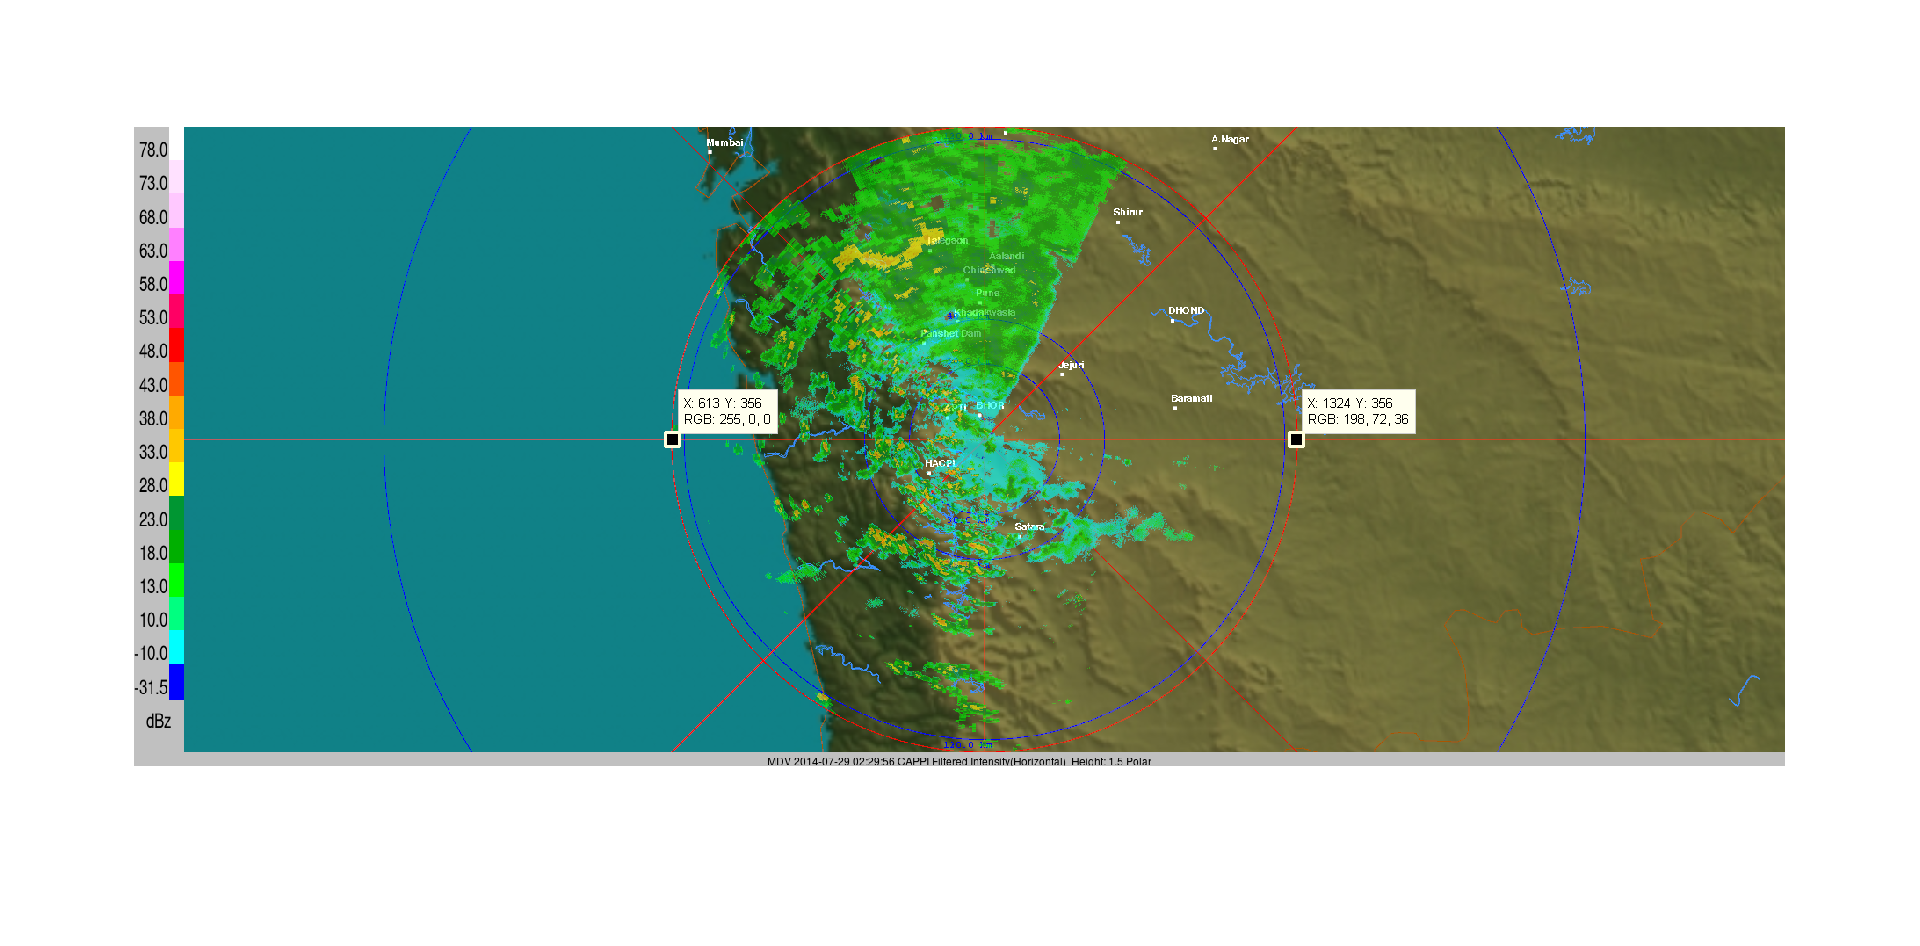 78.0
73.0
68.0
63.0
58.0
53.0
48.0
43.0
38.0
33.0
28.0
23.0
18.0
13.0
10.0
-10.0
-31.5
dBz
Mumbai
A.Nagar
Shirur
Talegaon
Aalandi
Chinchwad
Pune
Khadakwasla
DHOND
Panshet Dam
Jejuri
Baramati
BHOR
X: 613 Y: 356
RGB: 255, 0, 0
X: 1324 Y: 356
RGB: 198, 72, 36
Satara
MDV 2014-07-29 02:29:56 CAPPI Filtered Intensity(Horizontal) Height: 1.5 Polar